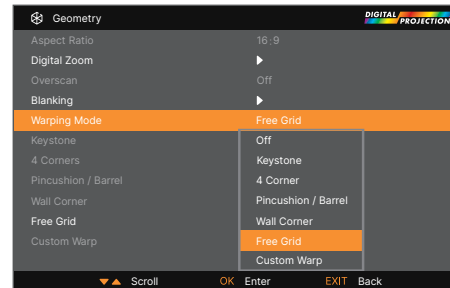 Geometry
DIGITAL
PROJECTION
Aspect Ratio 16:9
Digital Zoom
Overscan Off
Blanking
Warping Mode Free Grid
Keystone Off
4 Corners Keystone
Pincushion / Barrel 4 Corner
Wall Corner Pincushion / Barrel
Free Grid Wall Corner
Custom Warp Free Grid
Custom Warp
Scroll OK Enter EXIT Back